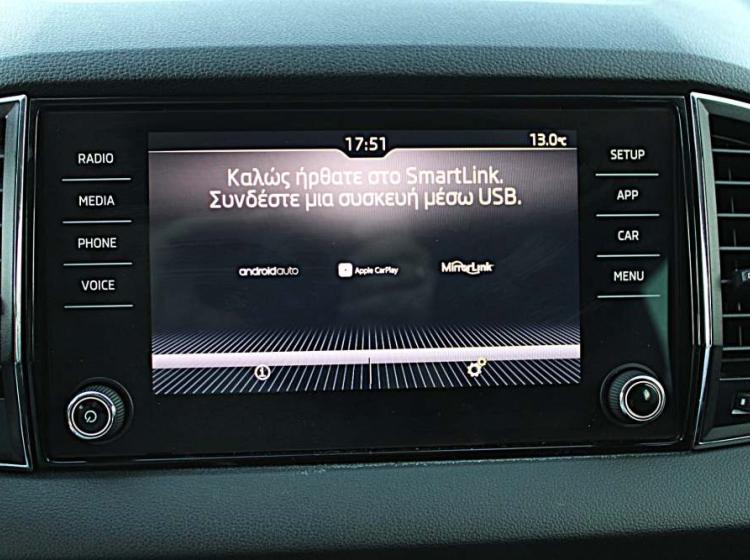 17:51
13.0℃
RADIO
MEDIA
PHONE
VOICE
Καλώς ήρθατε στο SmartLink.
Συνδέστε μια συσκευή μέσω USB.
androidauto
Apple CarPlay
MirrorLink
SETUP
APP
CAR
MENU